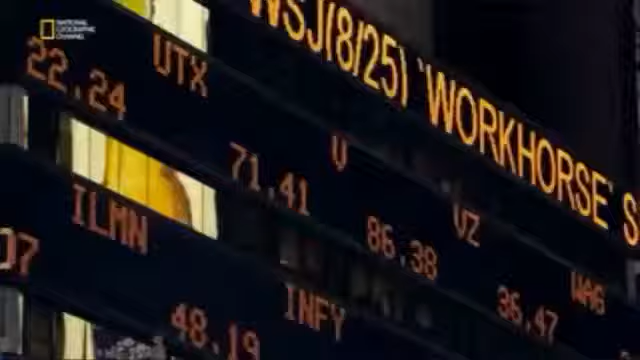 NATIONAL
GEOGRAPHIC
CHANNEL
WSJ(8/25) `WORKHORSE' S
22.24 UTX 71.41 V 86.38 VZ 36.47 WAG
07 ILMN 48.19 INFY